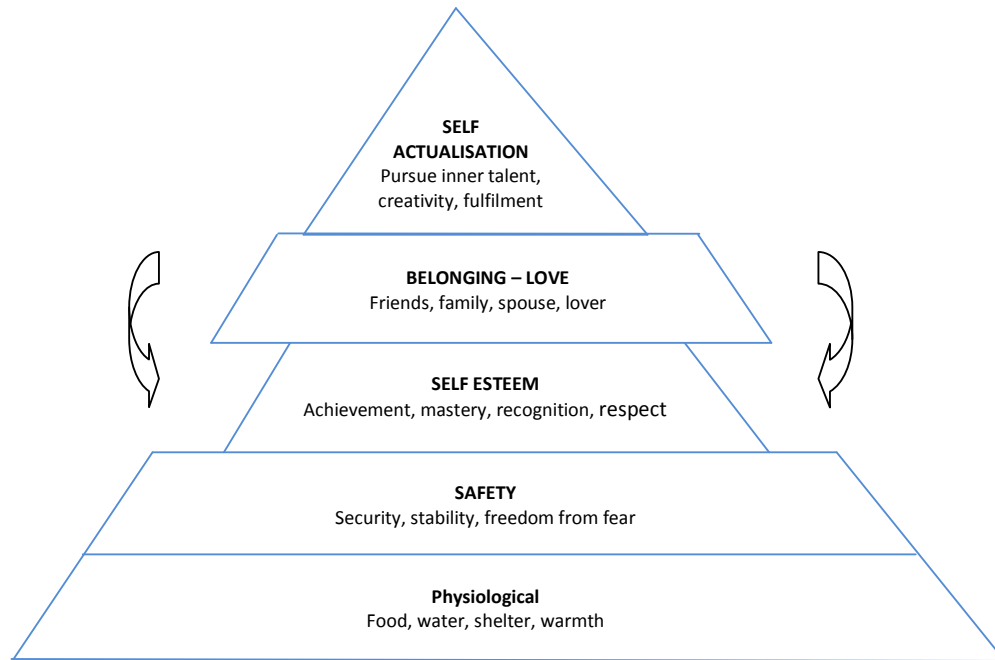 SELF
ACTUALISATION
Pursue inner talent,
creativity, fulfilment
BELONGING – LOVE
Friends, family, spouse, lover
SELF ESTEEM
Achievement, mastery, recognition, respect
SAFETY
Security, stability, freedom from fear
Physiological
Food, water, shelter, warmth